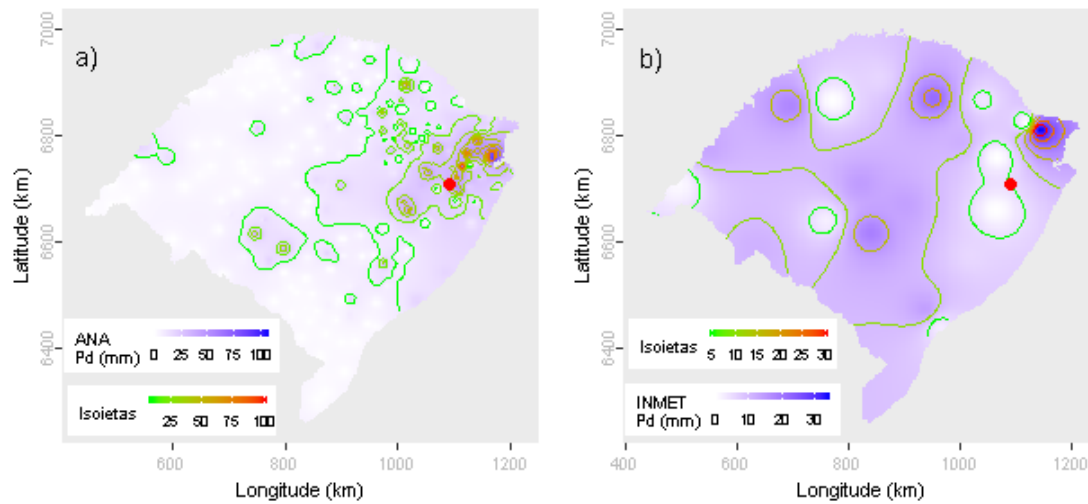 a)
Latitude (km)
7000
6800
6600
6400
ANA
Pd (mm) 0 25 50 75 100
Isoietas
25 50 75 100
600 800 1000 1200
Longitude (km)
b)
Latitude (km)
7000
6800
6600
6400
Isoietas
5 10 15 20 25 30
INMET
Pd (mm) 0 10 20 30
400 600 800 1000 1200
Longitude (km)